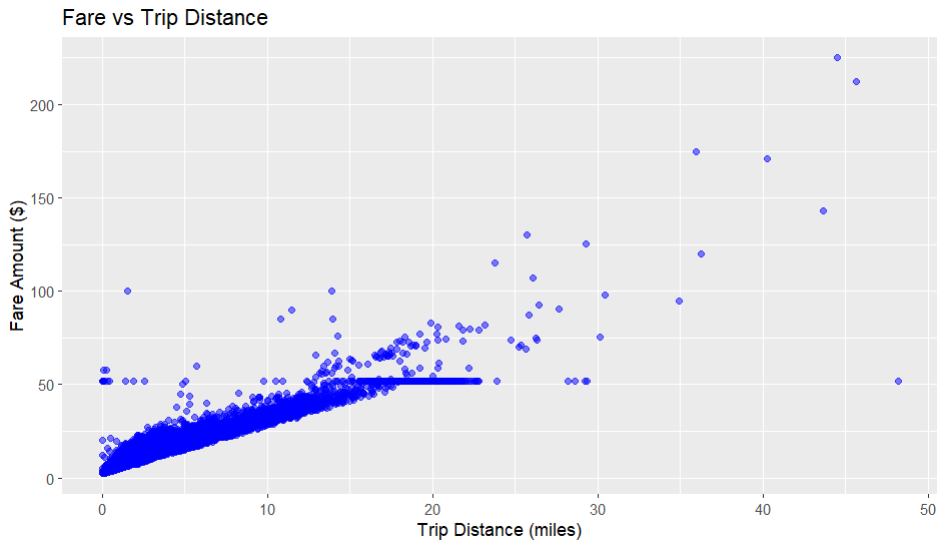 Fare vs Trip Distance
Fare Amount ($)
200
150
100
50
0
0 10 20 30 40 50
Trip Distance (miles)